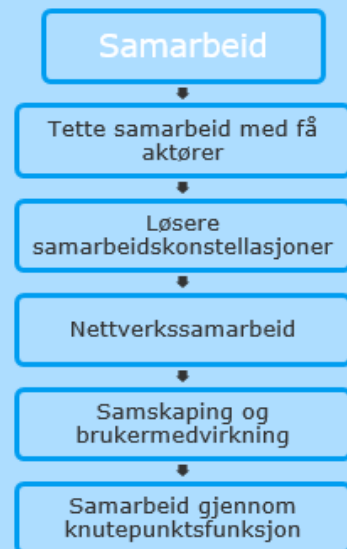 Samarbeid
Tette samarbeid med få
aktører
Løsere
samarbeidskonstellasjoner
Nettverkssamarbeid
Samskaping og
brukermedvirkning
Samarbeid gjennom
knutepunktsfunksjon